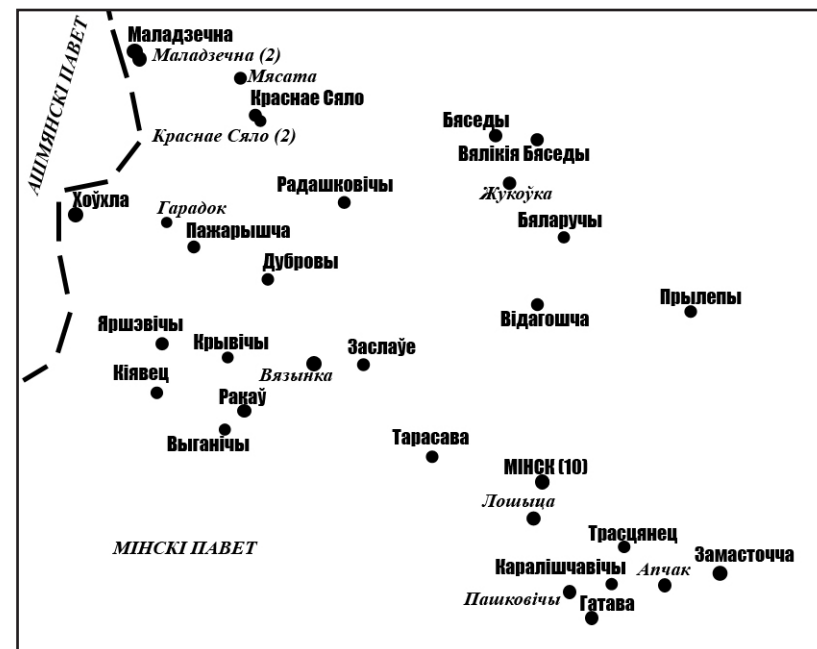 Маладзечна
Маладзечна (2)
Мясата
Краснае Сяло
Краснае Сяло (2)
АШМЯНСКІ ПАВЕТ
Бяседы
Вялікія Бяседы
Жукоўка
Радашковічы
Хоўхла
Гарадок
Пажарышча
Бяларучы
Дубровы
Прылепы
Відагошча
Яршэвічы
Крывічы
Заслаўе
Вязынка
Кіявец
Ракаў
Выганічы
Тарасава
МІНСК (10)
Лошыца
Трасцянец
МІНСКІ ПАВЕТ
Замасточча
Каралішчавічы
Апчак
Пашковічы
Гатава